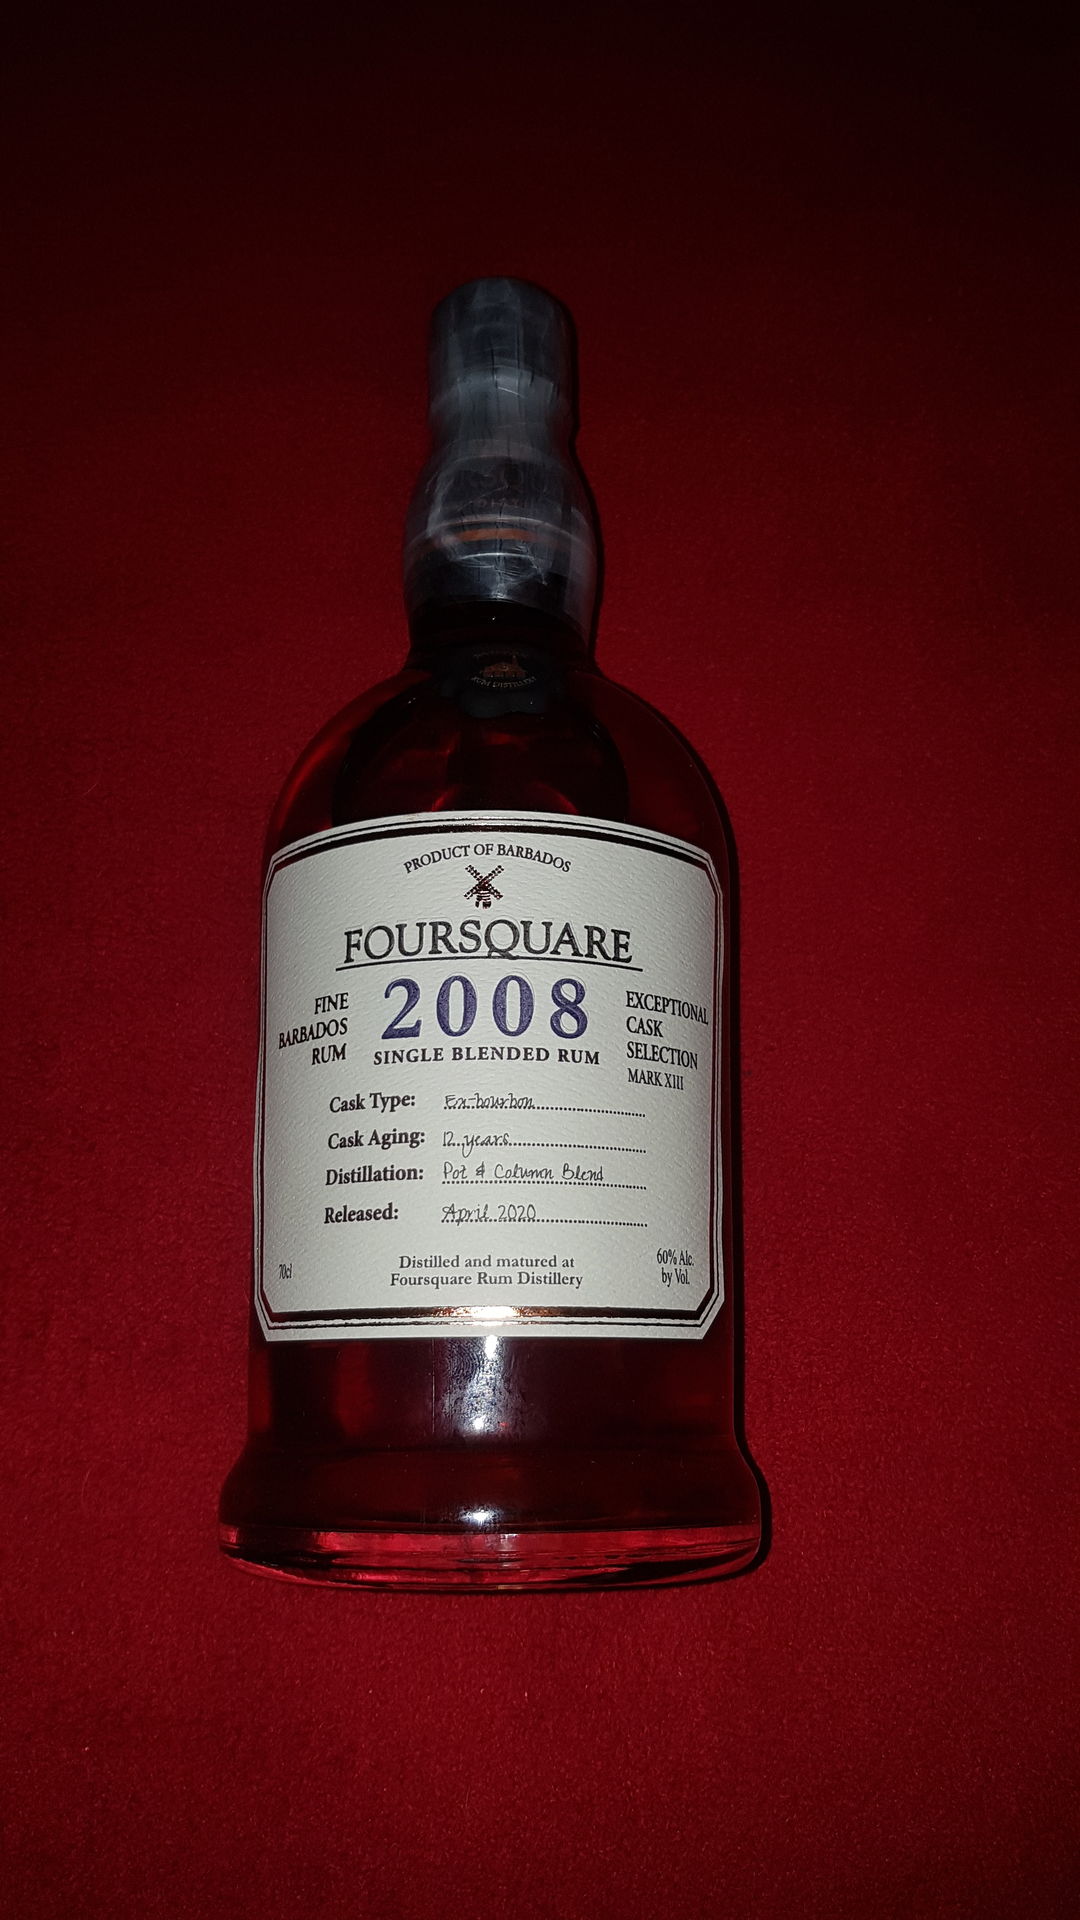 RUM DISTILLERY
PRODUCT OF BARBADOS
FOURSQUARE
FINE
BARBADOS
RUM
2008
SINGLE BLENDED RUM
EXCEPTIONAL
CASK
SELECTION
MARK XIII
Cask Type: Ex-bourbon
Cask Aging: 12 years
Distillation: Pot & Column Blend
Released: April 2020
70cl
Distilled and matured at
Foursquare Rum Distillery
60% Alc.
by Vol.